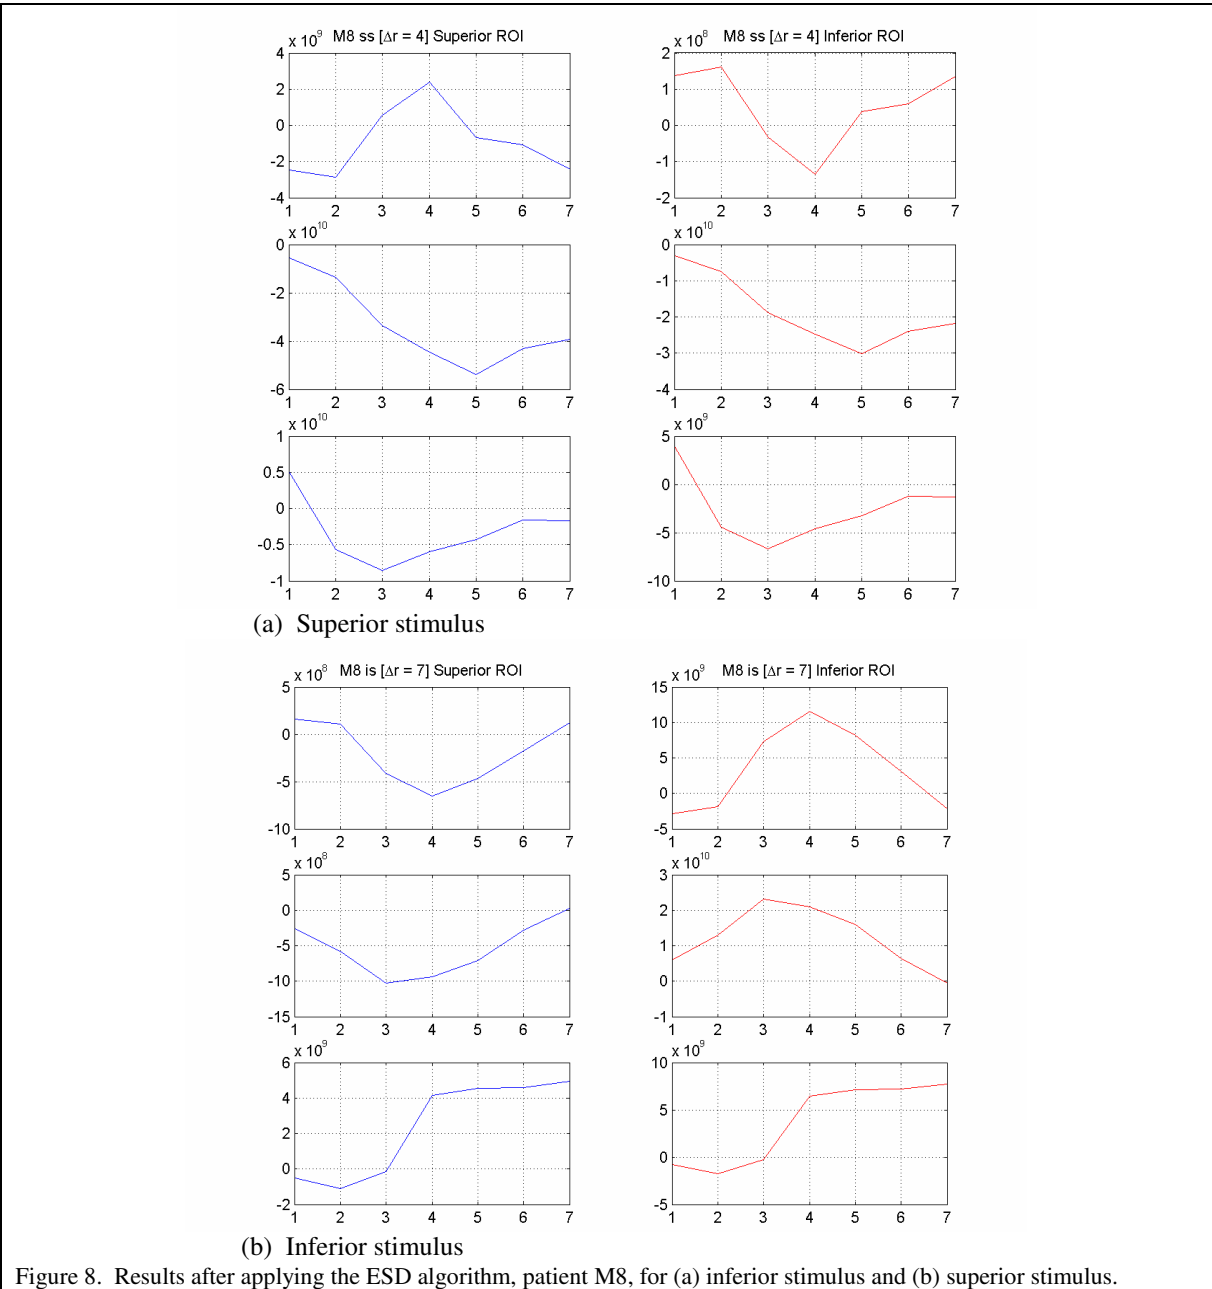 M8 ss [Δr = 4] Superior ROI
x 10^9
4
2
0
-2
-4
1 2 3 4 5 6 7
M8 ss [Δr = 4] Inferior ROI
x 10^8
2
1
0
-1
-2
1 2 3 4 5 6 7
x 10^10
0
-2
-4
-6
1 2 3 4 5 6 7
x 10^10
0
-1
-2
-3
-4
1 2 3 4 5 6 7
x 10^10
1
0.5
0
-0.5
-1
1 2 3 4 5 6 7
x 10^9
5
0
-5
-10
1 2 3 4 5 6 7
(a) Superior stimulus
M8 is [Δr = 7] Superior ROI
x 10^8
5
0
-5
-10
1 2 3 4 5 6 7
M8 is [Δr = 7] Inferior ROI
x 10^9
15
10
5
0
-5
1 2 3 4 5 6 7
x 10^8
5
0
-5
-10
-15
1 2 3 4 5 6 7
x 10^10
3
2
1
0
-1
1 2 3 4 5 6 7
x 10^9
6
4
2
0
-2
1 2 3 4 5 6 7
x 10^9
10
5
0
-5
1 2 3 4 5 6 7
(b) Inferior stimulus
Figure 8. Results after applying the ESD algorithm, patient M8, for (a) inferior stimulus and (b) superior stimulus.